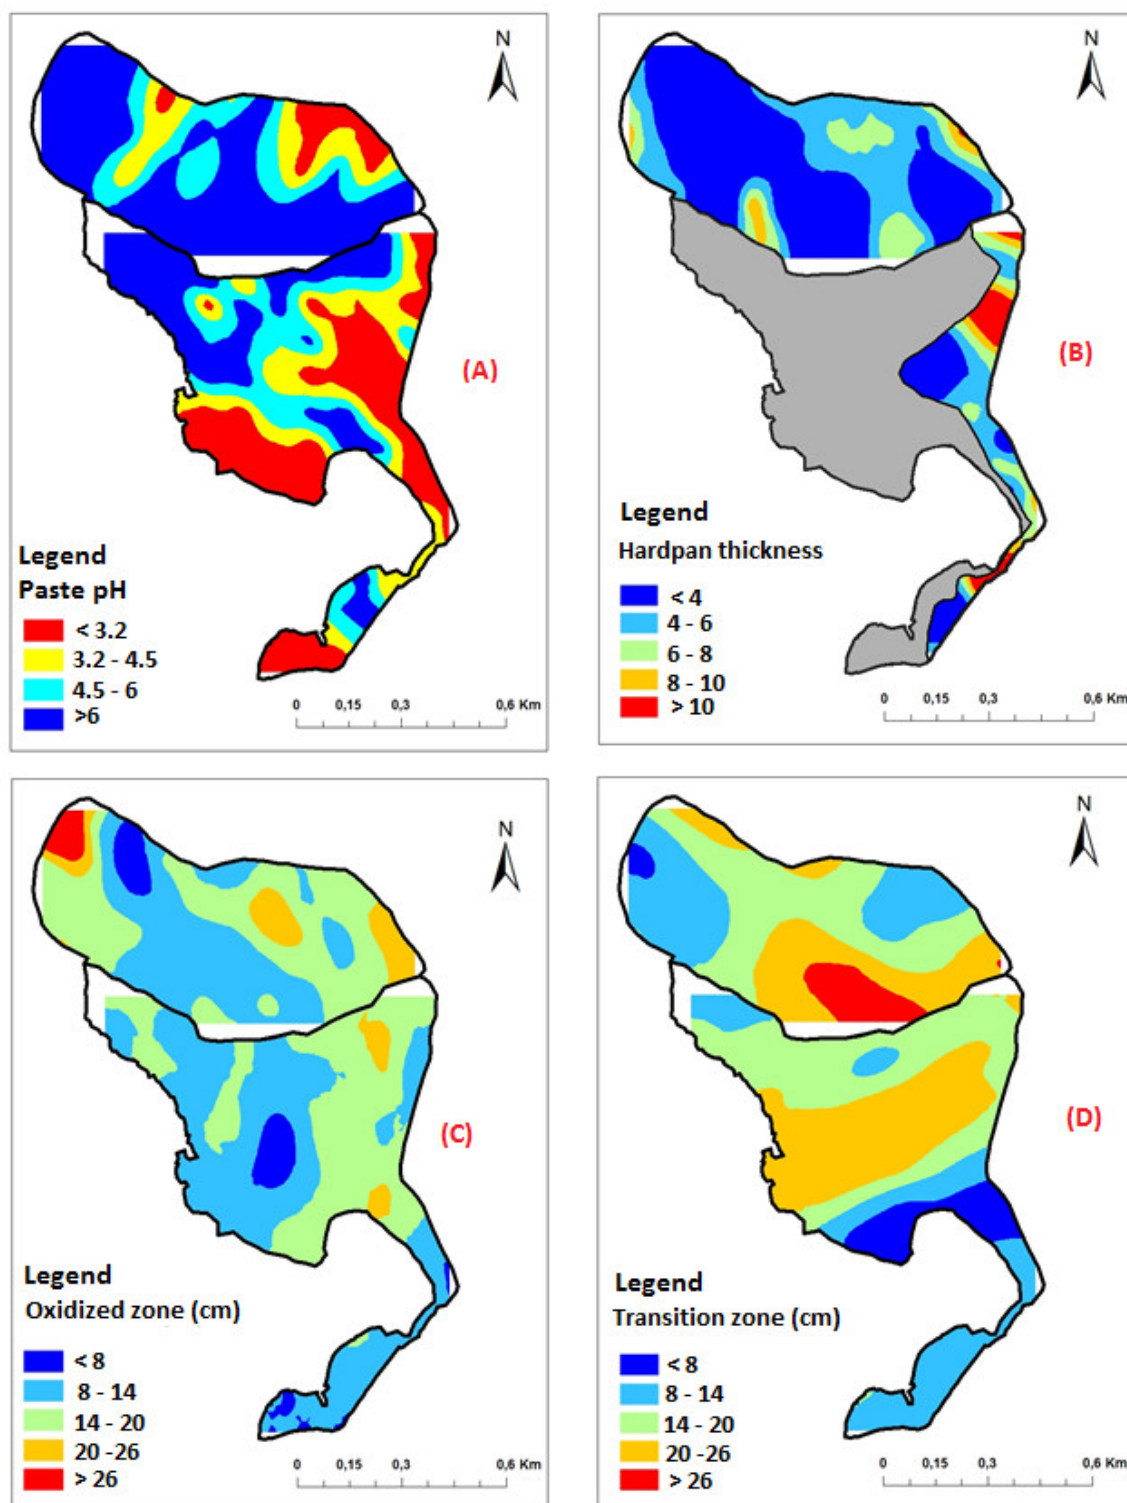 N
(A)
Legend
Paste pH
< 3.2
3.2 - 4.5
4.5 - 6
>6
0 0,15 0,3 0,6 Km
N
(B)
Legend
Hardpan thickness
< 4
4 - 6
6 - 8
8 - 10
> 10
0 0,15 0,3 0,6 Km
N
(C)
Legend
Oxidized zone (cm)
< 8
8 - 14
14 - 20
20 -26
> 26
0 0,15 0,3 0,6 Km
N
(D)
Legend
Transition zone (cm)
< 8
8 - 14
14 - 20
20 -26
> 26
0 0,15 0,3 0,6 Km